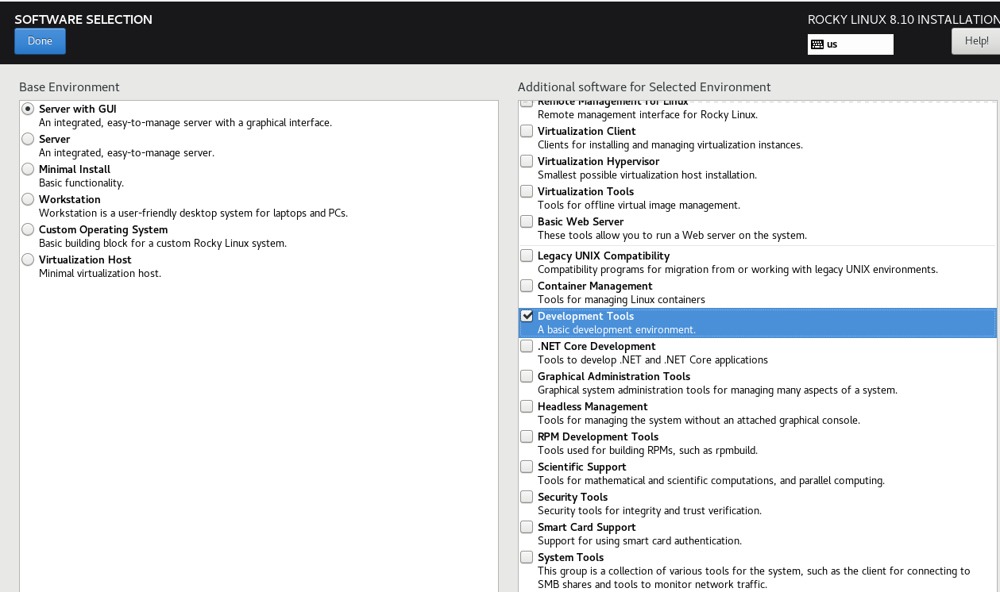 SOFTWARE SELECTION
ROCKY LINUX 8.10 INSTALLATION
Done
us
Help!
Base Environment
Server with GUI
An integrated, easy-to-manage server with a graphical interface.
Server
An integrated, easy-to-manage server.
Minimal Install
Basic functionality.
Workstation
Workstation is a user-friendly desktop system for laptops and PCs.
Custom Operating System
Basic building block for a custom Rocky Linux system.
Virtualization Host
Minimal virtualization host.
Additional software for Selected Environment
Remote Management for Linux
Remote management interface for Rocky Linux.
Virtualization Client
Clients for installing and managing virtualization instances.
Virtualization Hypervisor
Smallest possible virtualization host installation.
Virtualization Tools
Tools for offline virtual image management.
Basic Web Server
These tools allow you to run a Web server on the system.
Legacy UNIX Compatibility
Compatibility programs for migration from or working with legacy UNIX environments.
Container Management
Tools for managing Linux containers
Development Tools
A basic development environment.
.NET Core Development
Tools to develop .NET and .NET Core applications
Graphical Administration Tools
Graphical system administration tools for managing many aspects of a system.
Headless Management
Tools for managing the system without an attached graphical console.
RPM Development Tools
Tools used for building RPMs, such as rpmbuild.
Scientific Support
Tools for mathematical and scientific computations, and parallel computing.
Security Tools
Security tools for integrity and trust verification.
Smart Card Support
Support for using smart card authentication.
System Tools
This group is a collection of various tools for the system, such as the client for connecting to
SMB shares and tools to monitor network traffic.